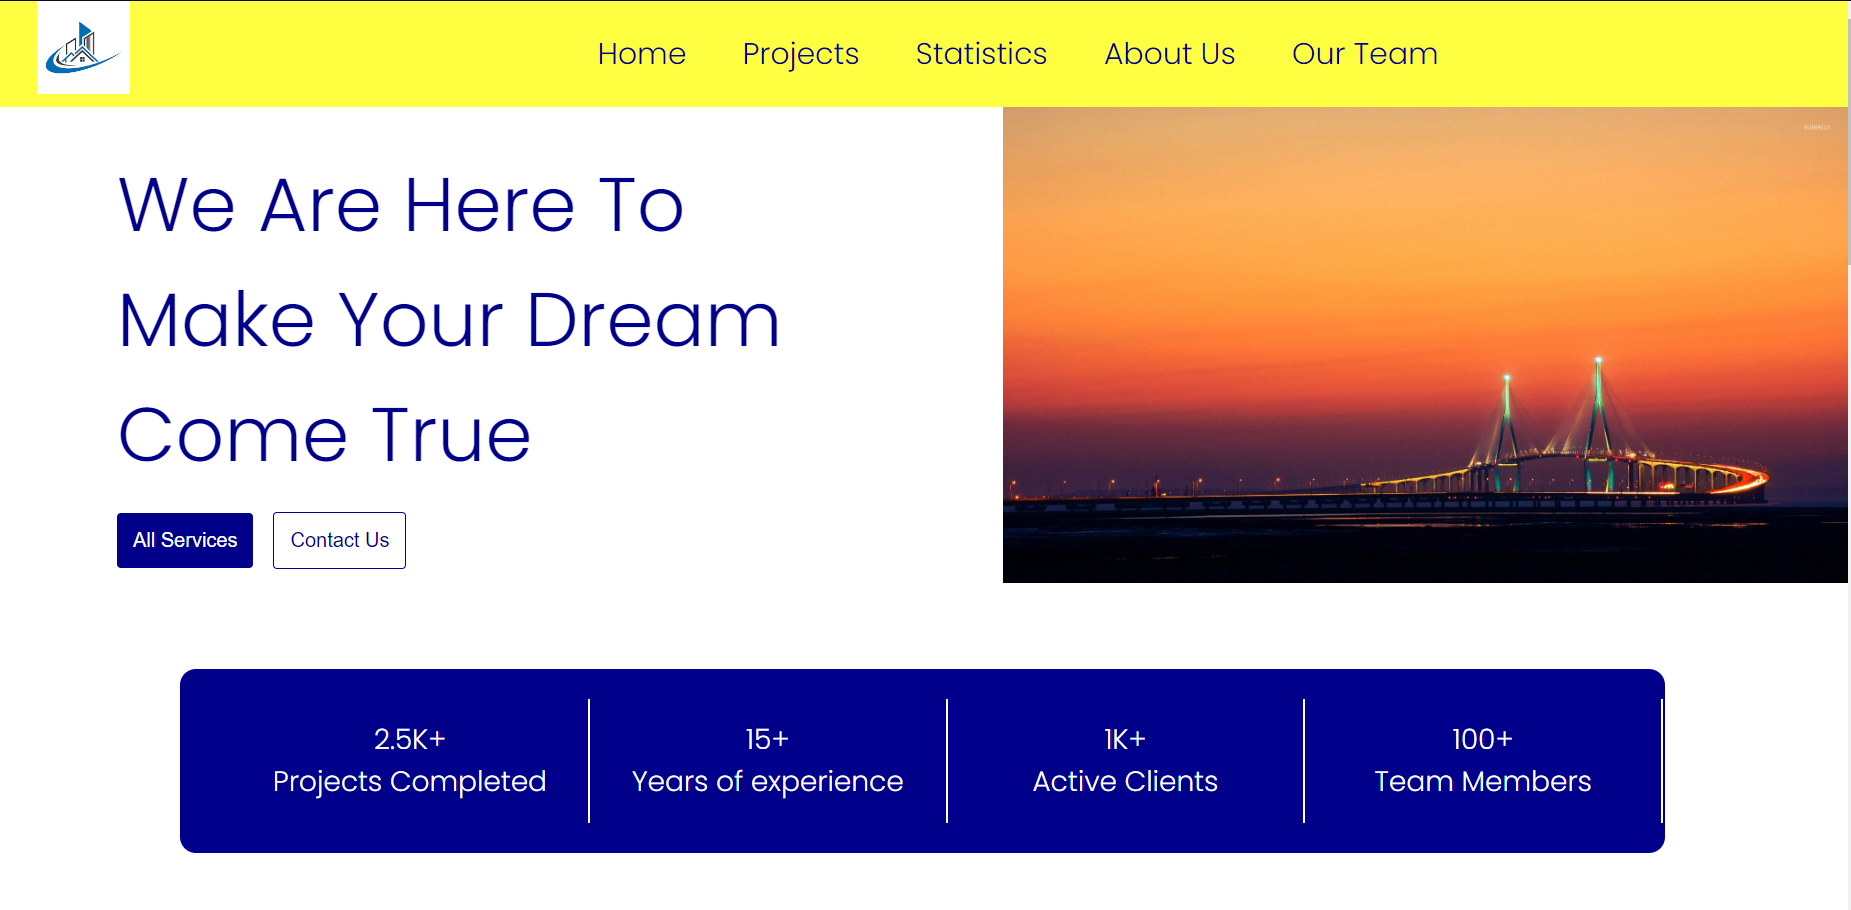 Home Projects Statistics About Us Our Team
We Are Here To
Make Your Dream
Come True
All Services Contact Us
2.5K+
Projects Completed
15+
Years of experience
1K+
Active Clients
100+
Team Members